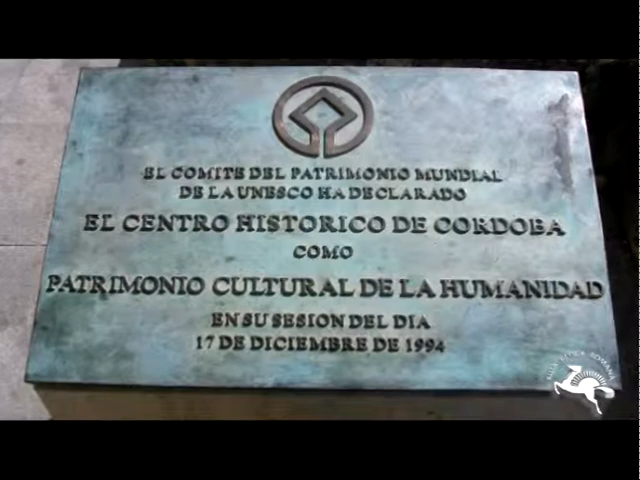 EL COMITE DEL PATRIMONIO MUNDIAL
DE LA UNESCO HA DECLARADO
EL CENTRO HISTORICO DE CORDOBA
COMO
PATRIMONIO CULTURAL DE LA HUMANIDAD
EN SU SESION DEL DIA
17 DE DICIEMBRE DE 1994